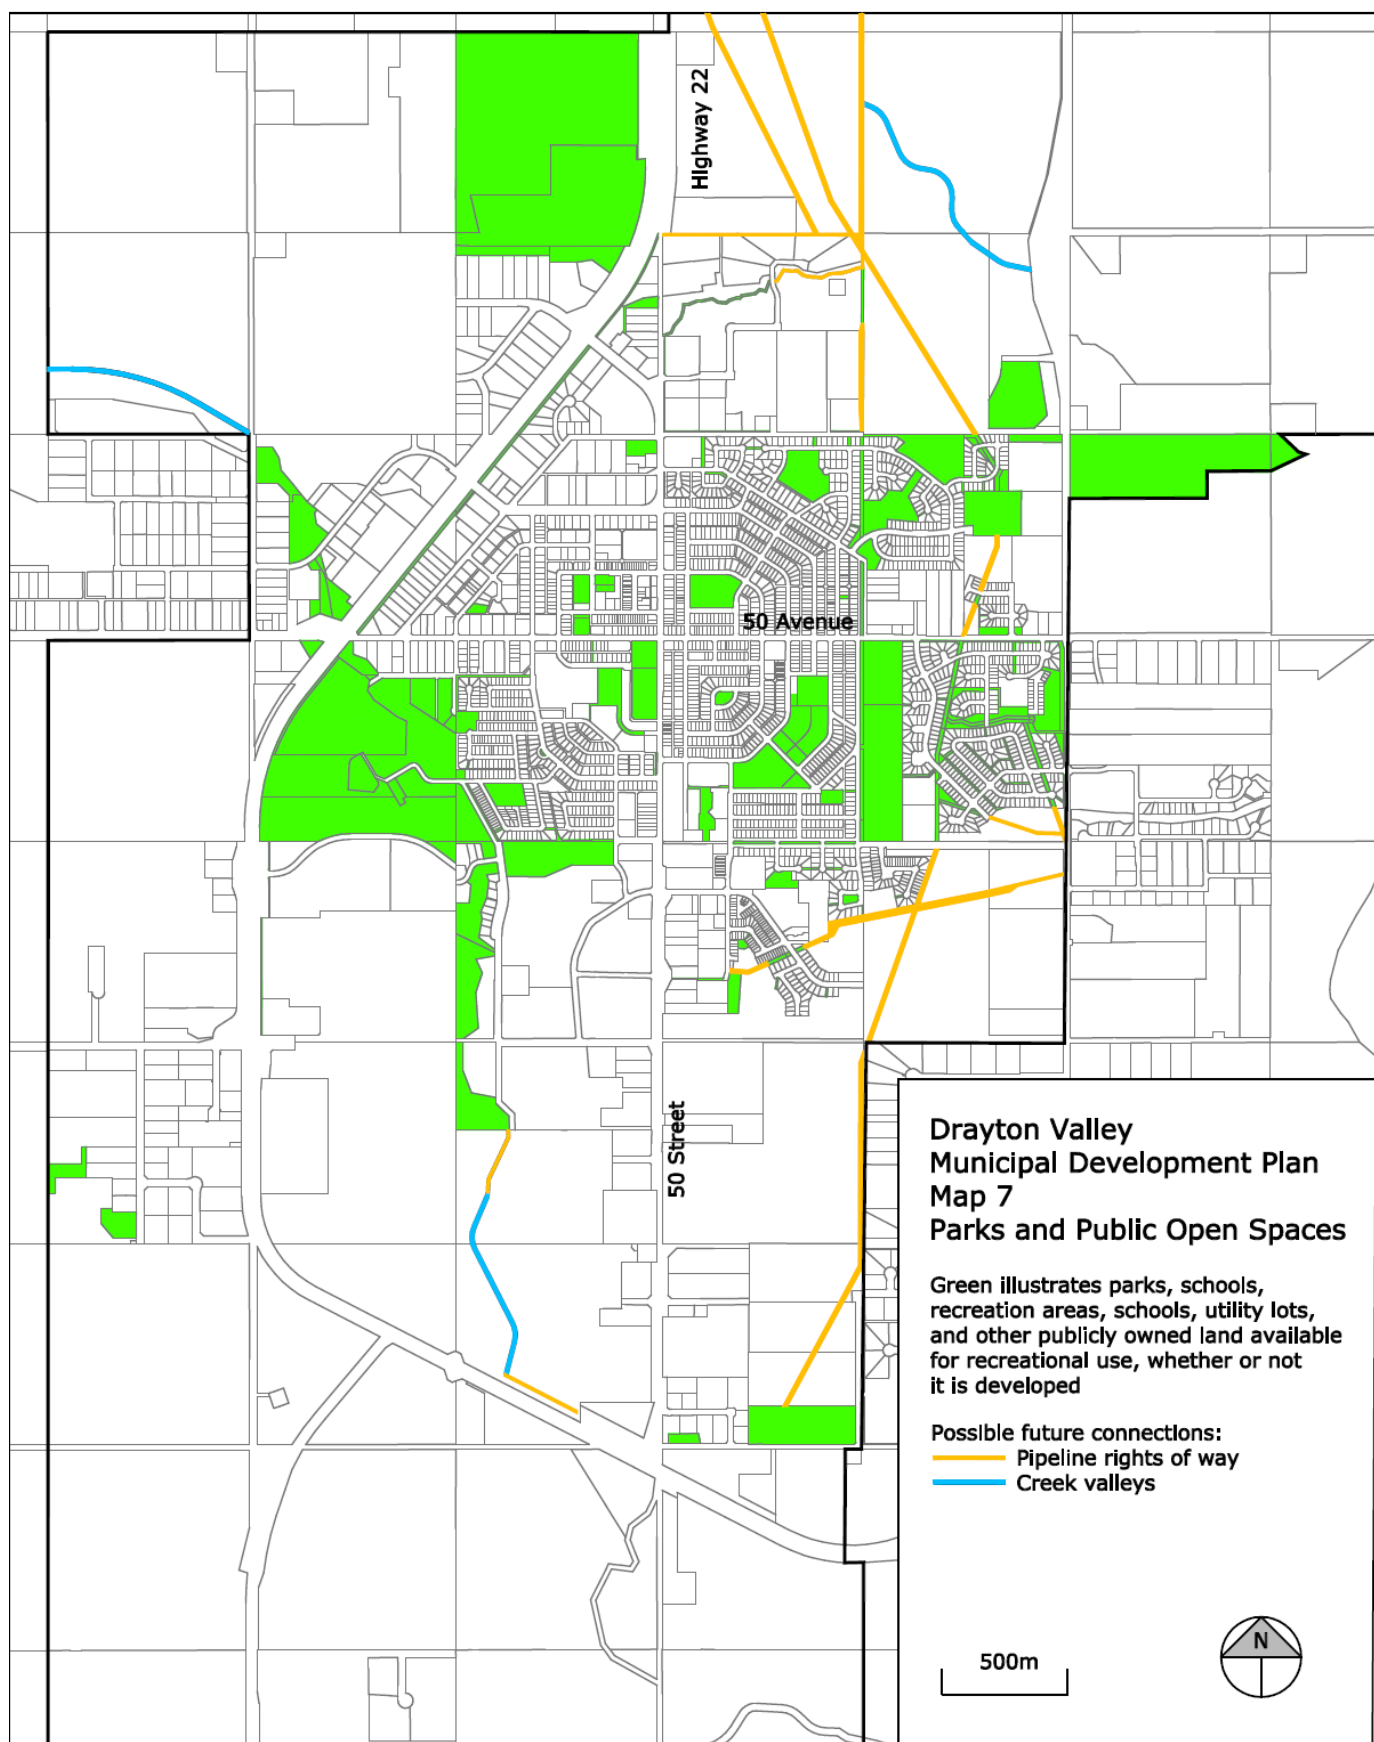 Highway 22
50 Avenue
50 Street
Drayton Valley
Municipal Development Plan
Map 7
Parks and Public Open Spaces
Green illustrates parks, schools,
recreation areas, schools, utility lots,
and other publicly owned land available
for recreational use, whether or not
it is developed
Possible future connections:
Pipeline rights of way
Creek valleys
500m
N